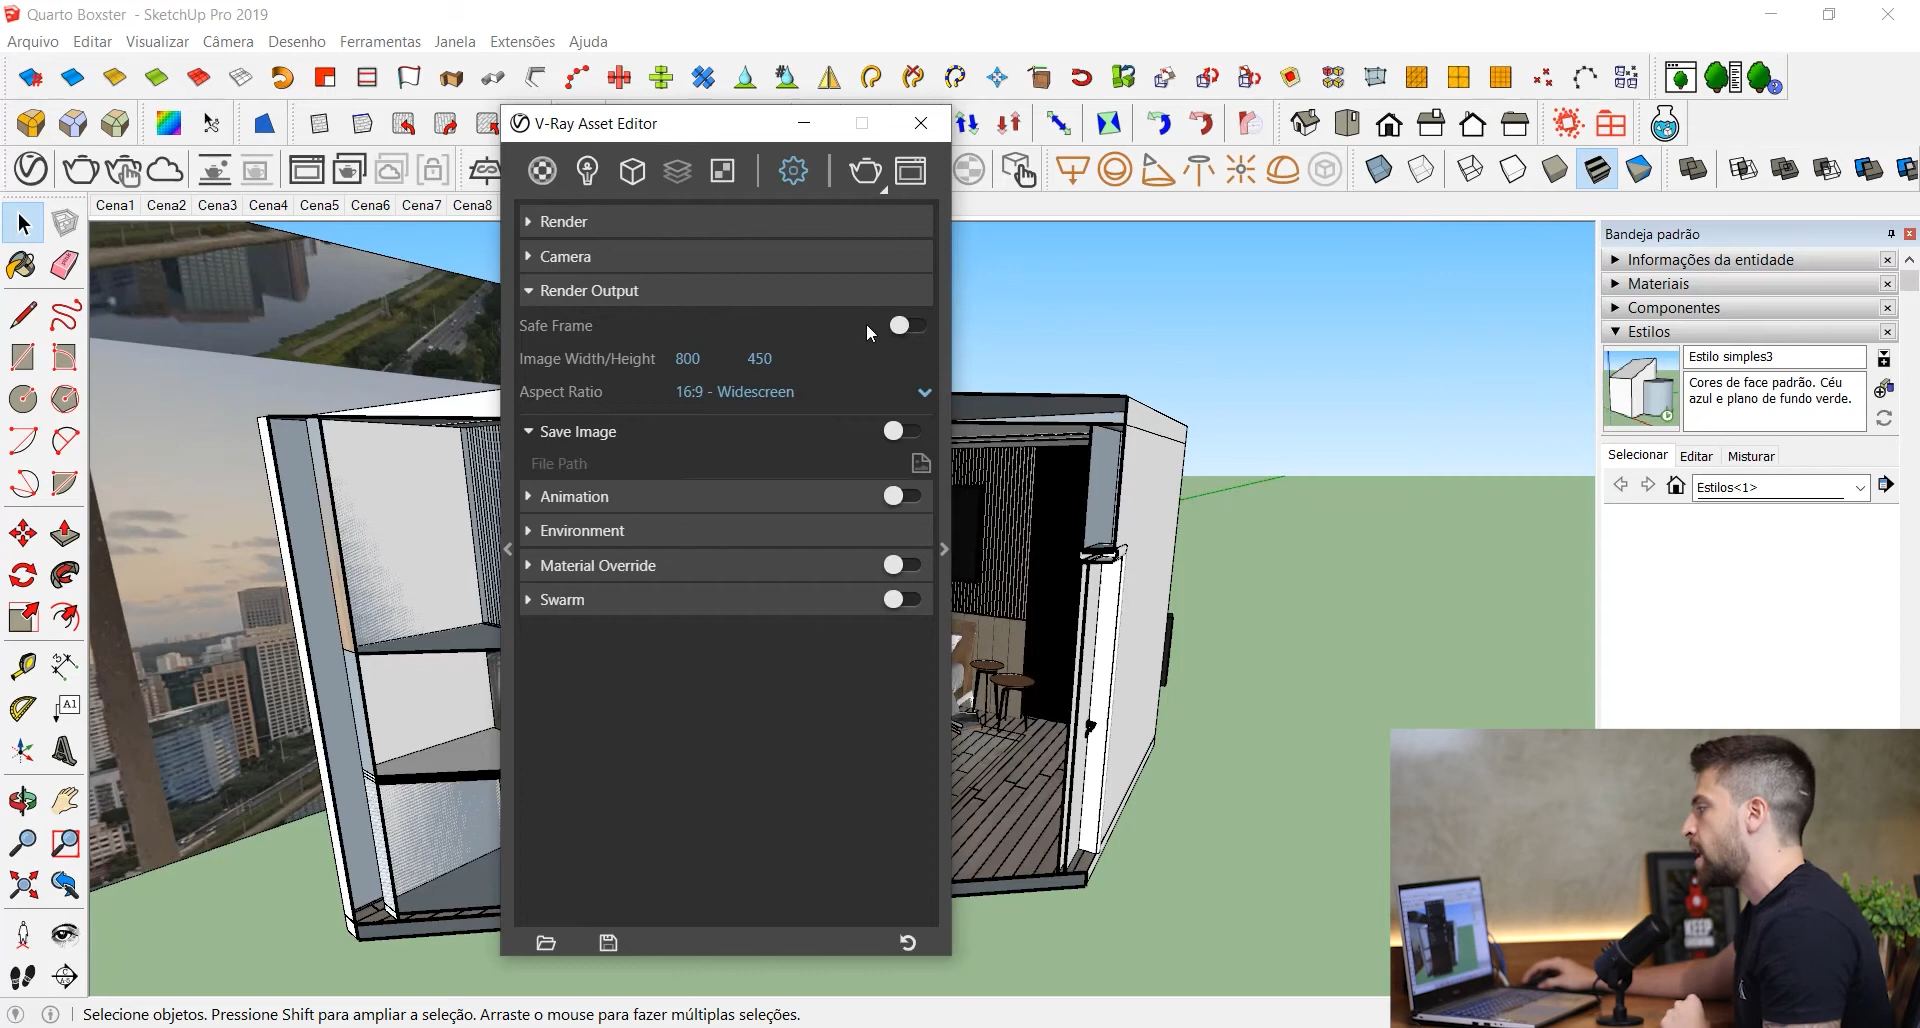 Quarto Boxster - SketchUp Pro 2019
Arquivo Editar Visualizar Câmera Desenho Ferramentas Janela Extensões Ajuda
V-Ray Asset Editor
Cena1 Cena2 Cena3 Cena4 Cena5 Cena6 Cena7 Cena8
Render
Camera
Render Output
Safe Frame
Image Width/Height 800 450
Aspect Ratio 16:9 - Widescreen
Save Image
File Path
Animation
Environment
Material Override
Swarm
Bandeja padrão
Informações da entidade
Materiais
Componentes
Estilos
Estilo simples3
Cores de face padrão. Céu
azul e plano de fundo verde.
Selecionar Editar Misturar
Estilos<1>
A1
Selecione objetos. Pressione Shift para ampliar a seleção. Arraste o mouse para fazer múltiplas seleções.